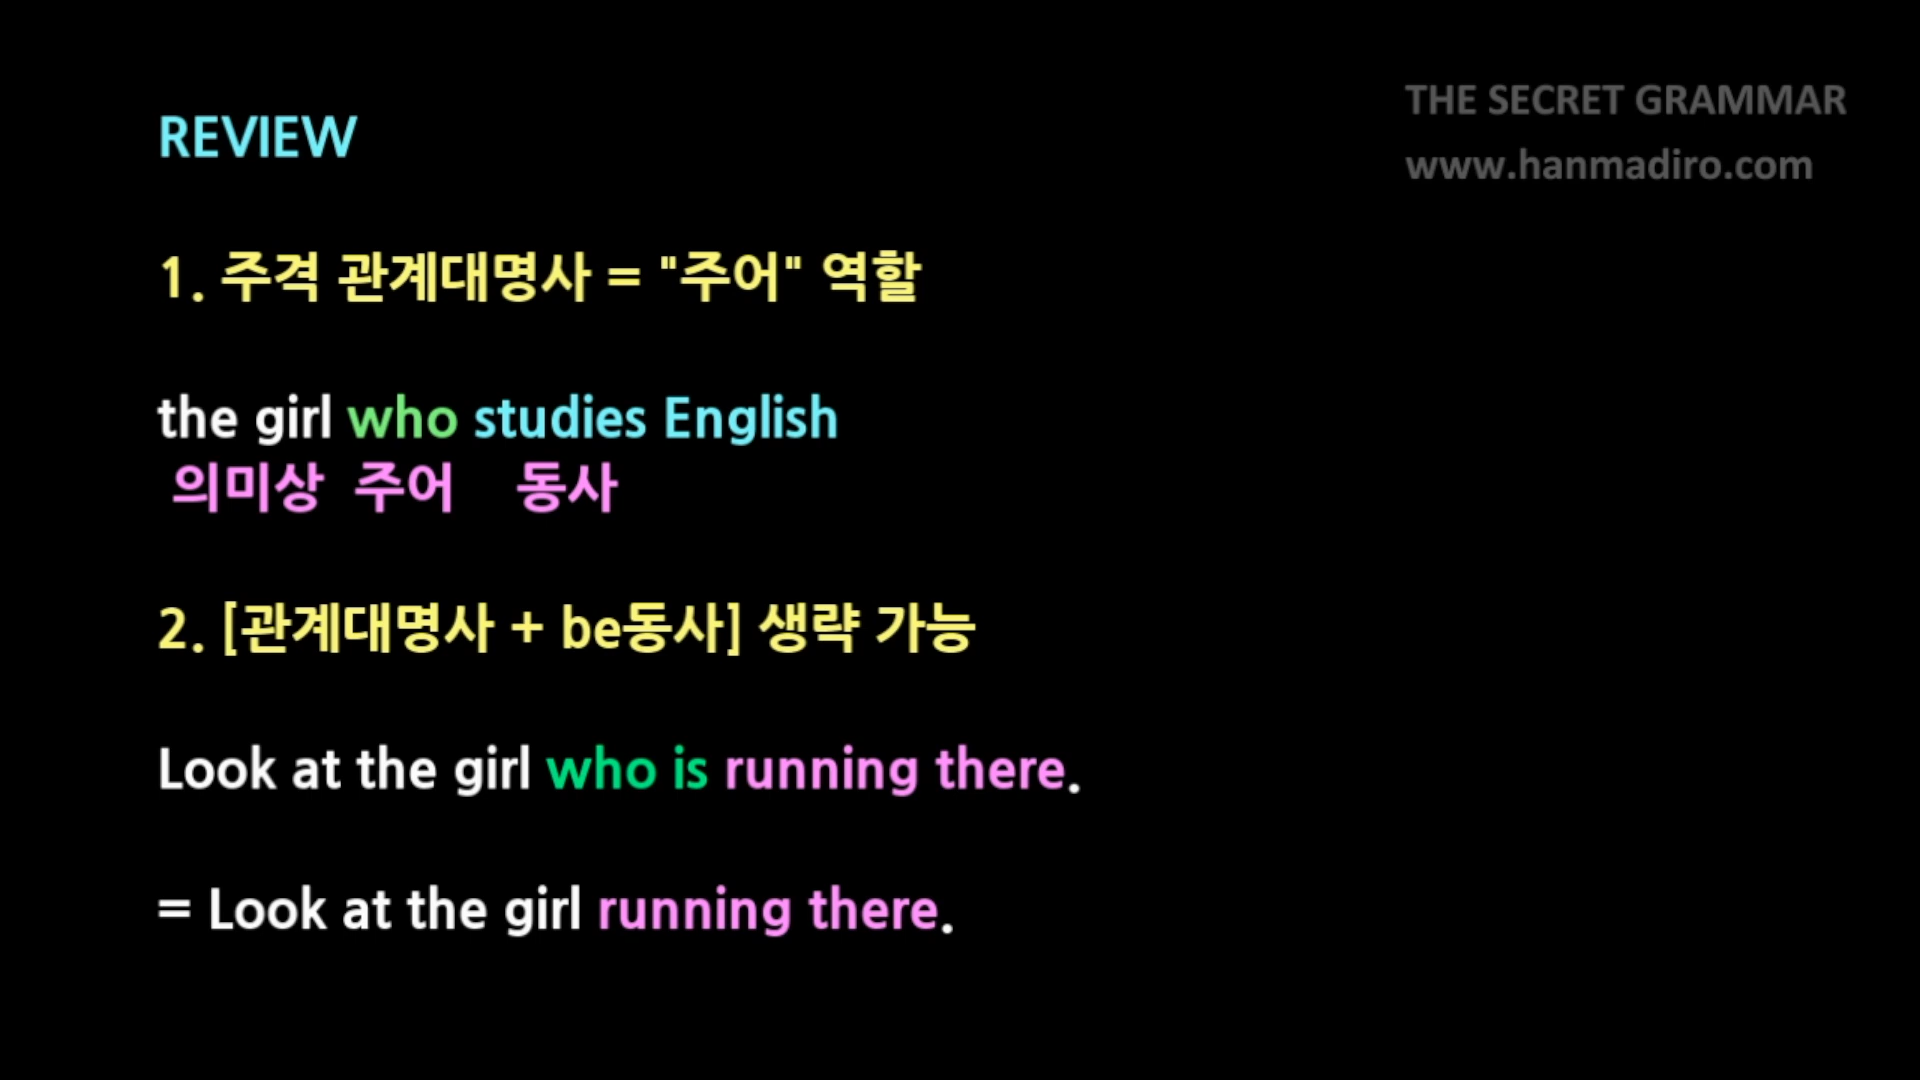 REVIEW
THE SECRET GRAMMAR
www.hanmadiro.com
1. 주격 관계대명사 = "주어" 역할
the girl who studies English
의미상 주어 동사
2. [관계대명사 + be동사] 생략 가능
Look at the girl who is running there.
= Look at the girl running there.